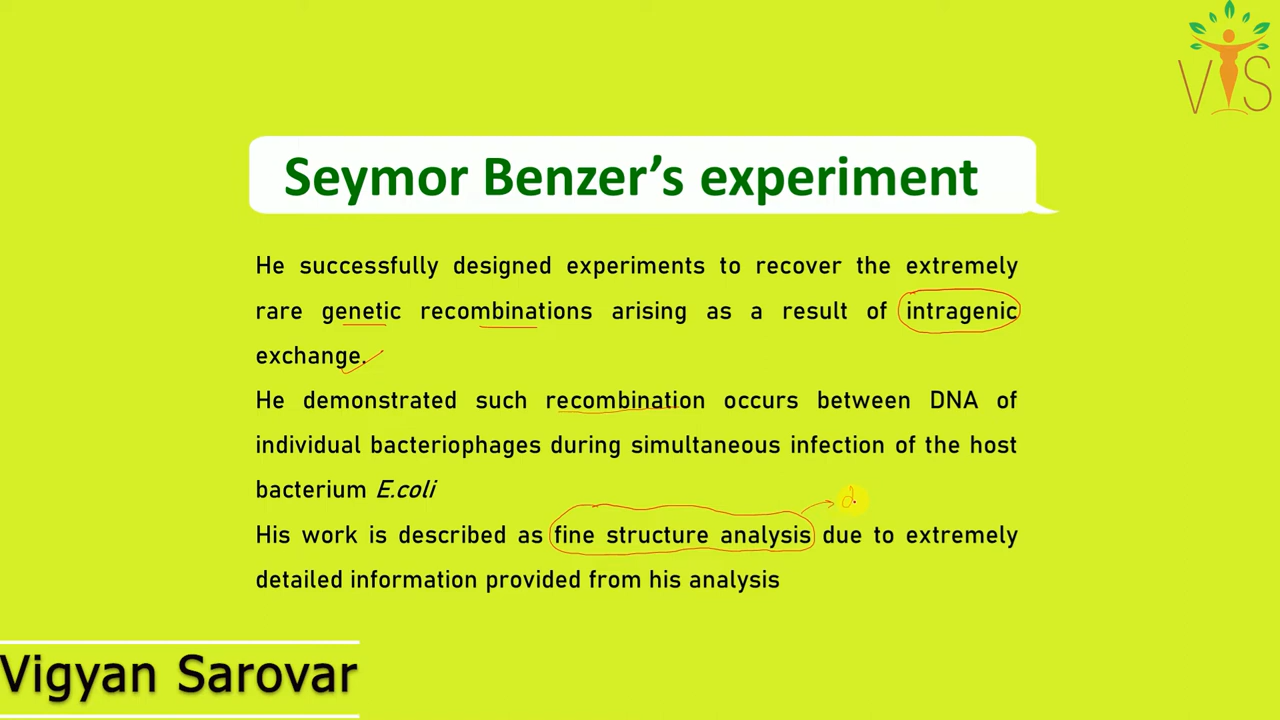 VIS
Seymor Benzer's experiment
He successfully designed experiments to recover the extremely
rare genetic recombinations arising as a result of intragenic
exchange.
He demonstrated such recombination occurs between DNA of
individual bacteriophages during simultaneous infection of the host
bacterium E.coli
His work is described as fine structure analysis due to extremely
detailed information provided from his analysis
Vigyan Sarovar